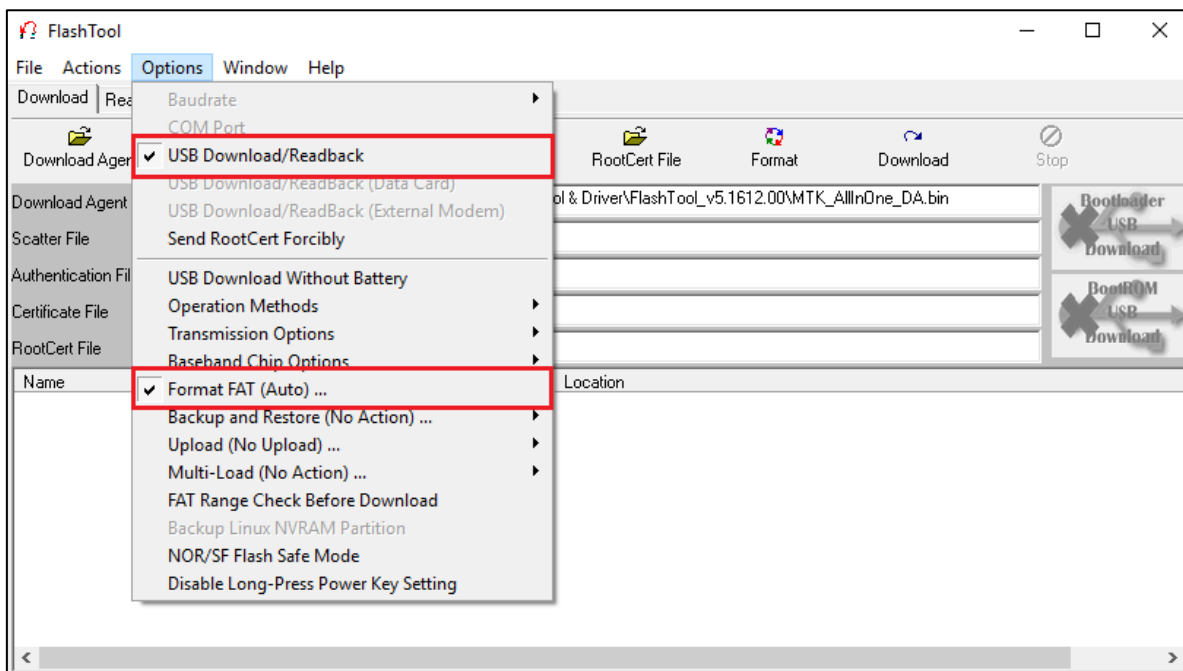 FlashTool
File Actions Options Window Help
Download Rea
Baudrate
COM Port
USB Download/Readback
USB Download/ReadBack (Data Card)
USB Download/ReadBack (External Modem)
Send RootCert Forcibly
USB Download Without Battery
Operation Methods
Transmission Options
Baseband Chip Options
Format FAT (Auto) ...
Backup and Restore (No Action) ...
Upload (No Upload) ...
Multi-Load (No Action) ...
FAT Range Check Before Download
Backup Linux NVRAM Partition
NOR/SF Flash Safe Mode
Disable Long-Press Power Key Setting
Download Agen RootCert File Format Download Stop
Download Agent ol & Driver\FlashTool_v5.1612.00\MTK_AllInOne_DA.bin
Scatter File
Authentication Fil
Certificate File
RootCert File
Bootloader
USB
Download
BootROM
USB
Download
Name Location